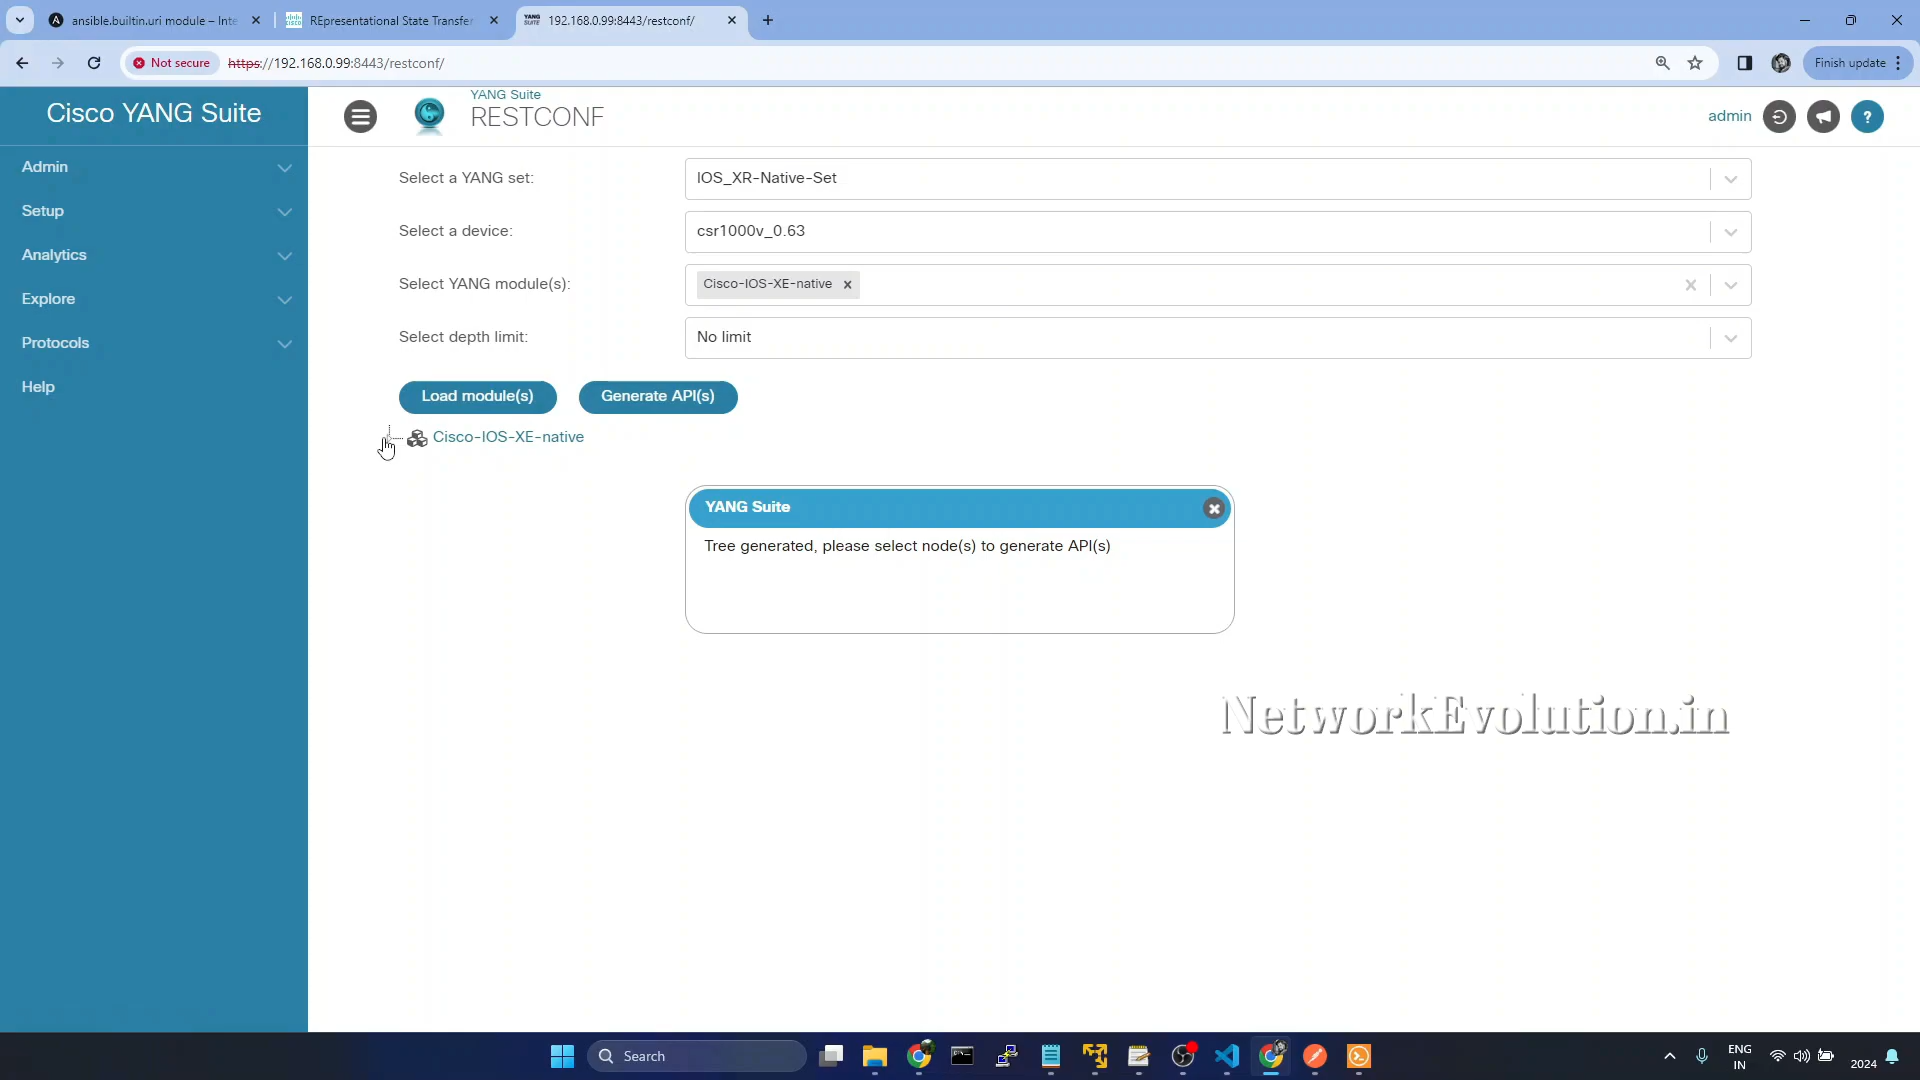 ansible.builtin.uri module – Inte
REpresentational State Transfer
YANG SUITE
192.168.0.99:8443/restconf/
Not secure
https://192.168.0.99:8443/restconf/
Finish update
Cisco YANG Suite
YANG Suite
RESTCONF
admin
?
Admin
Setup
Analytics
Explore
Protocols
Help
Select a YANG set:
IOS_XR-Native-Set
Select a device:
csr1000v_0.63
Select YANG module(s):
Cisco-IOS-XE-native
Select depth limit:
No limit
Load module(s)
Generate API(s)
Cisco-IOS-XE-native
YANG Suite
Tree generated, please select node(s) to generate API(s)
NetworkEvolution.in
Search
ENG
IN
2024